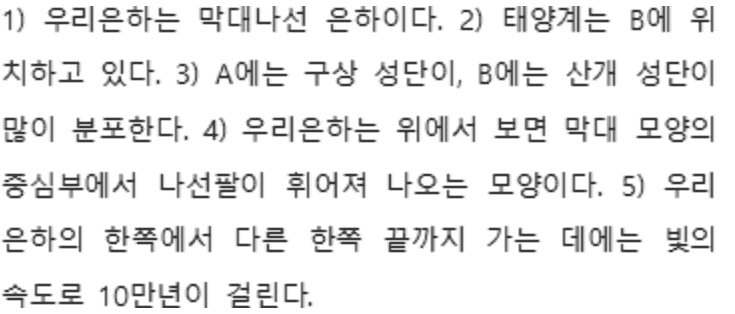 1) 우리은하는 막대나선 은하이다. 2) 태양계는 B에 위
치하고 있다. 3) A에는 구상 성단이, B에는 산개 성단이
많이 분포한다. 4) 우리은하는 위에서 보면 막대 모양의
중심부에서 나선팔이 휘어져 나오는 모양이다. 5) 우리
은하의 한쪽에서 다른 한쪽 끝까지 가는 데에는 빛의
속도로 10만년이 걸린다.